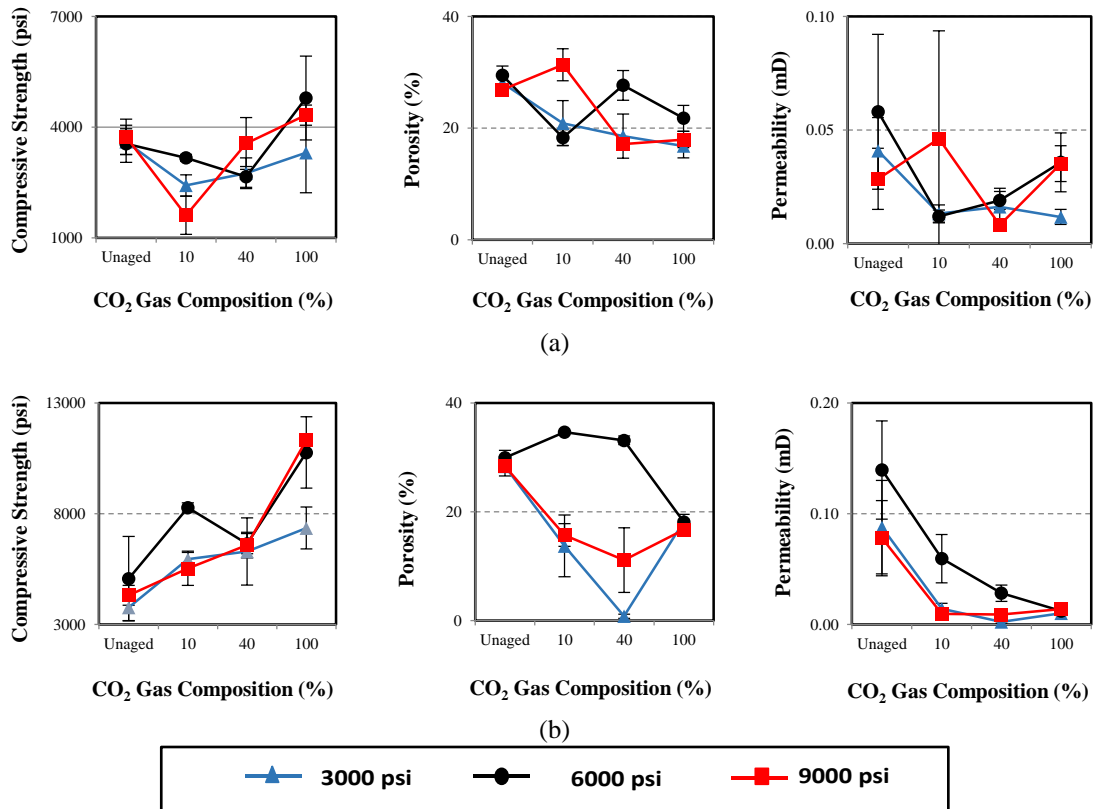 7000
4000
1000
Compressive Strength (psi)
Unaged 10 40 100
CO₂ Gas Composition (%)
40
20
0
Porosity (%)
Unaged 10 40 100
CO₂ Gas Composition (%)
0.10
0.05
0.00
Permeability (mD)
Unaged 10 40 100
CO₂ Gas Composition (%)
(a)
13000
8000
3000
Compressive Strength (psi)
Unaged 10 40 100
CO₂ Gas Composition (%)
40
20
0
Porosity (%)
Unaged 10 40 100
CO₂ Gas Composition (%)
0.20
0.10
0.00
Permeability (mD)
Unaged 10 40 100
CO₂ Gas Composition (%)
(b)
3000 psi 6000 psi 9000 psi